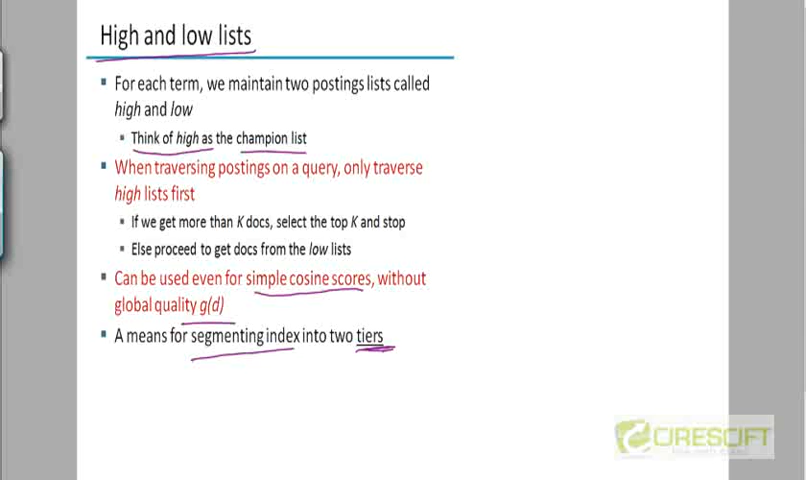 High and low lists
▪ For each term, we maintain two postings lists called
high and low
▪ Think of high as the champion list
▪ When traversing postings on a query, only traverse
high lists first
▪ If we get more than K docs, select the top K and stop
▪ Else proceed to get docs from the low lists
▪ Can be used even for simple cosine scores, without
global quality g(d)
▪ A means for segmenting index into two tiers